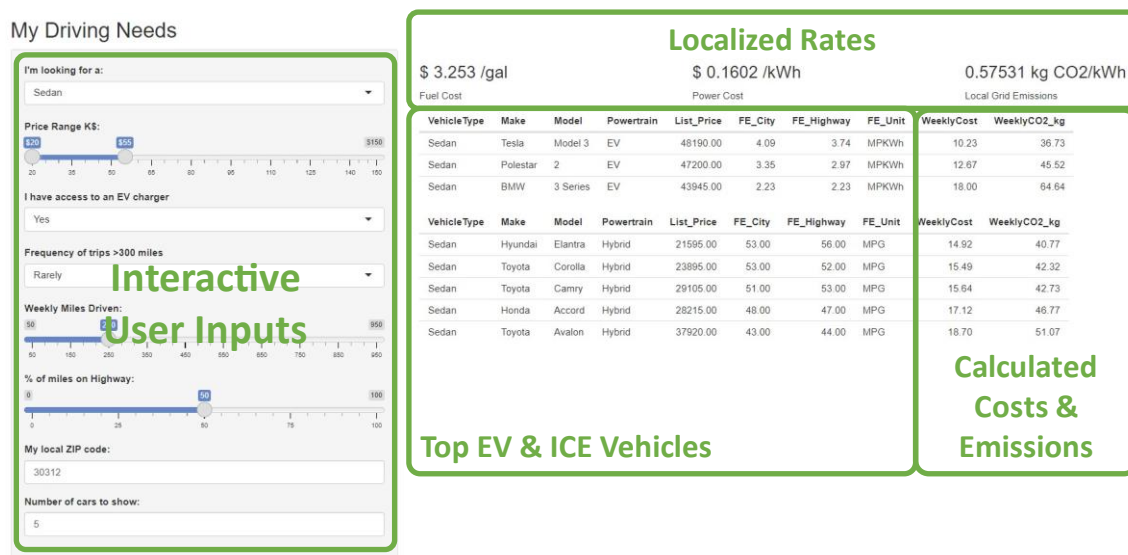 My Driving Needs
I'm looking for a:
Sedan
Price Range K$:
$20 $55 $150
20 35 50 65 80 95 110 125 140 150
I have access to an EV charger
Yes
Frequency of trips >300 miles
Rarely
Interactive
User Inputs
Weekly Miles Driven:
50 950
50 150 250 350 450 550 650 750 850 950
% of miles on Highway:
0 50 100
0 25 50 75 100
My local ZIP code:
30312
Number of cars to show:
5
Localized Rates
$ 3.253 /gal $ 0.1602 /kWh 0.57531 kg CO2/kWh
Fuel Cost Power Cost Local Grid Emissions
VehicleType Make Model Powertrain List_Price FE_City FE_Highway FE_Unit WeeklyCost WeeklyCO2_kg
Sedan Tesla Model 3 EV 48190.00 4.09 3.74 MPKWh 10.23 36.73
Sedan Polestar 2 EV 47200.00 3.35 2.97 MPKWh 12.67 45.52
Sedan BMW 3 Series EV 43945.00 2.23 2.23 MPKWh 18.00 64.64
VehicleType Make Model Powertrain List_Price FE_City FE_Highway FE_Unit WeeklyCost WeeklyCO2_kg
Sedan Hyundai Elantra Hybrid 21595.00 53.00 56.00 MPG 14.92 40.77
Sedan Toyota Corolla Hybrid 23895.00 53.00 52.00 MPG 15.49 42.32
Sedan Toyota Camry Hybrid 29105.00 51.00 53.00 MPG 15.64 42.73
Sedan Honda Accord Hybrid 28215.00 48.00 47.00 MPG 17.12 46.77
Sedan Toyota Avalon Hybrid 37920.00 43.00 44.00 MPG 18.70 51.07
Top EV & ICE Vehicles
Calculated
Costs &
Emissions